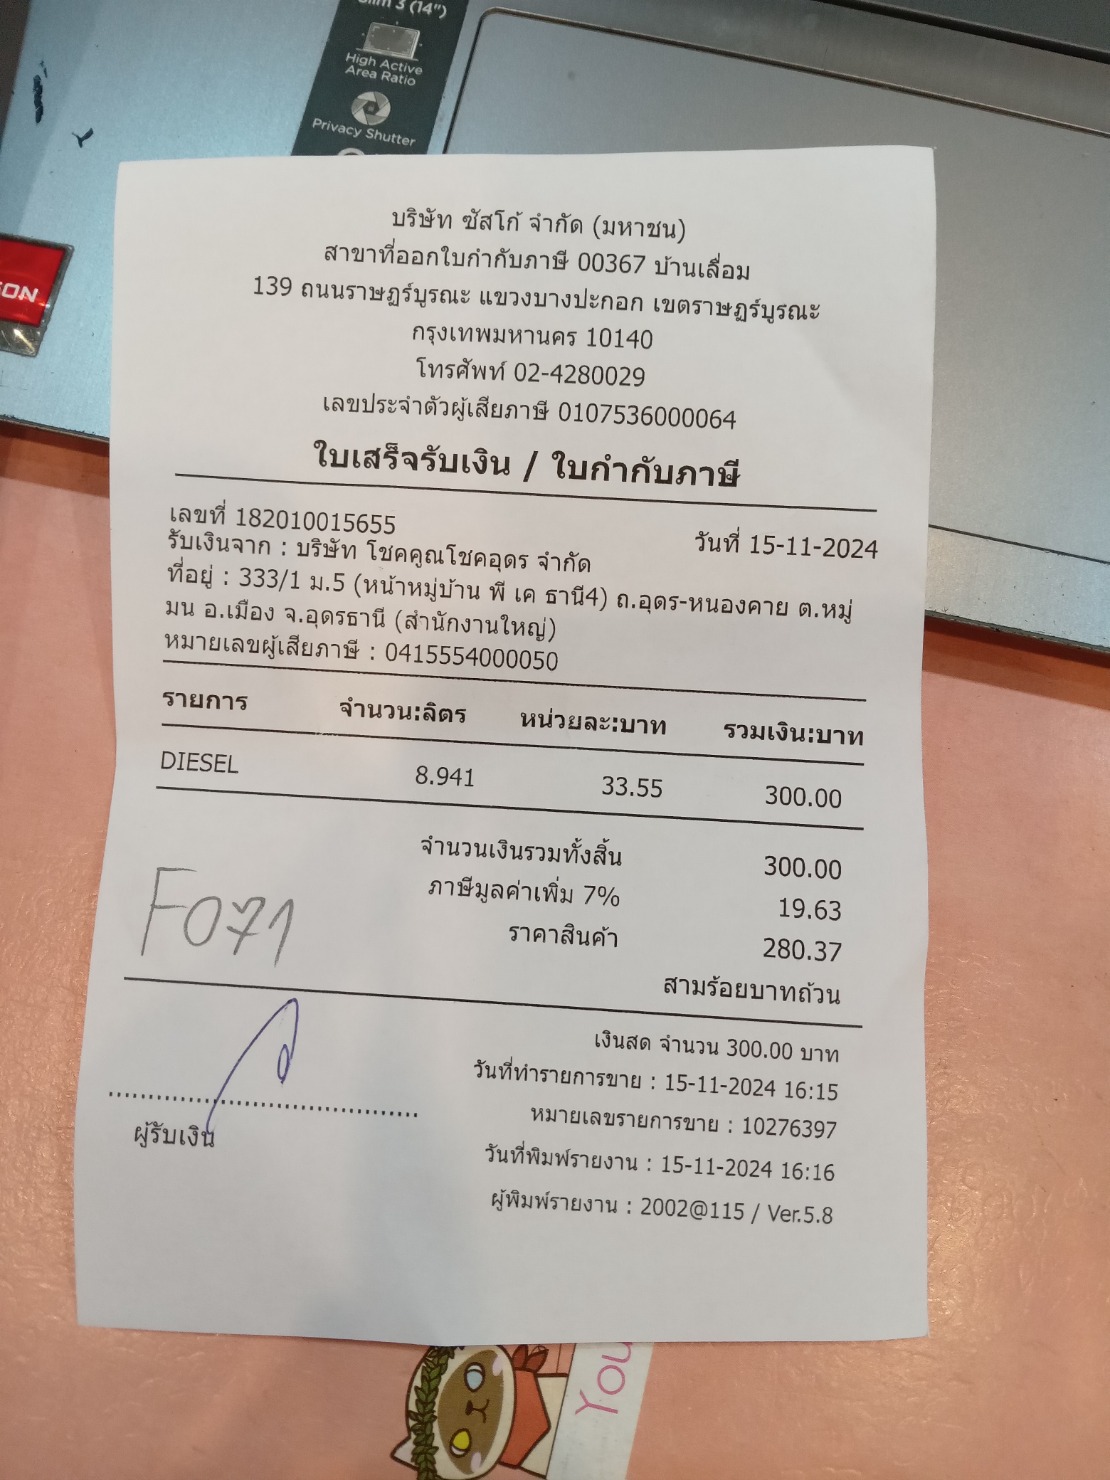 Slim 3 (14")
High Active
Area Ratio
Privacy Shutter
บริษัท ซัสโก้ จำกัด (มหาชน)
สาขาที่ออกใบกำกับภาษี 00367 บ้านเลื่อม
139 ถนนราษฎร์บูรณะ แขวงบางปะกอก เขตราษฎร์บูรณะ
กรุงเทพมหานคร 10140
โทรศัพท์ 02-4280029
เลขประจำตัวผู้เสียภาษี 0107536000064
ใบเสร็จรับเงิน / ใบกำกับภาษี
เลขที่ 182010015655 วันที่ 15-11-2024
รับเงินจาก : บริษัท โชคคูณโชคอุดร จำกัด
ที่อยู่ : 333/1 ม.5 (หน้าหมู่บ้าน พี เค ธานี4) ถ.อุดร-หนองคาย ต.หมู่
มน อ.เมือง จ.อุดรธานี (สำนักงานใหญ่)
หมายเลขผู้เสียภาษี : 0415554000050
รายการ จำนวน:ลิตร หน่วยละ:บาท รวมเงิน:บาท
DIESEL 8.941 33.55 300.00
จำนวนเงินรวมทั้งสิ้น 300.00
ภาษีมูลค่าเพิ่ม 7% 19.63
ราคาสินค้า 280.37
F071
สามร้อยบาทถ้วน
เงินสด จำนวน 300.00 บาท
วันที่ทำรายการขาย : 15-11-2024 16:15
หมายเลขรายการขาย : 10276397
ผู้รับเงิน
วันที่พิมพ์รายงาน : 15-11-2024 16:16
ผู้พิมพ์รายงาน : 2002@115 / Ver.5.8
You